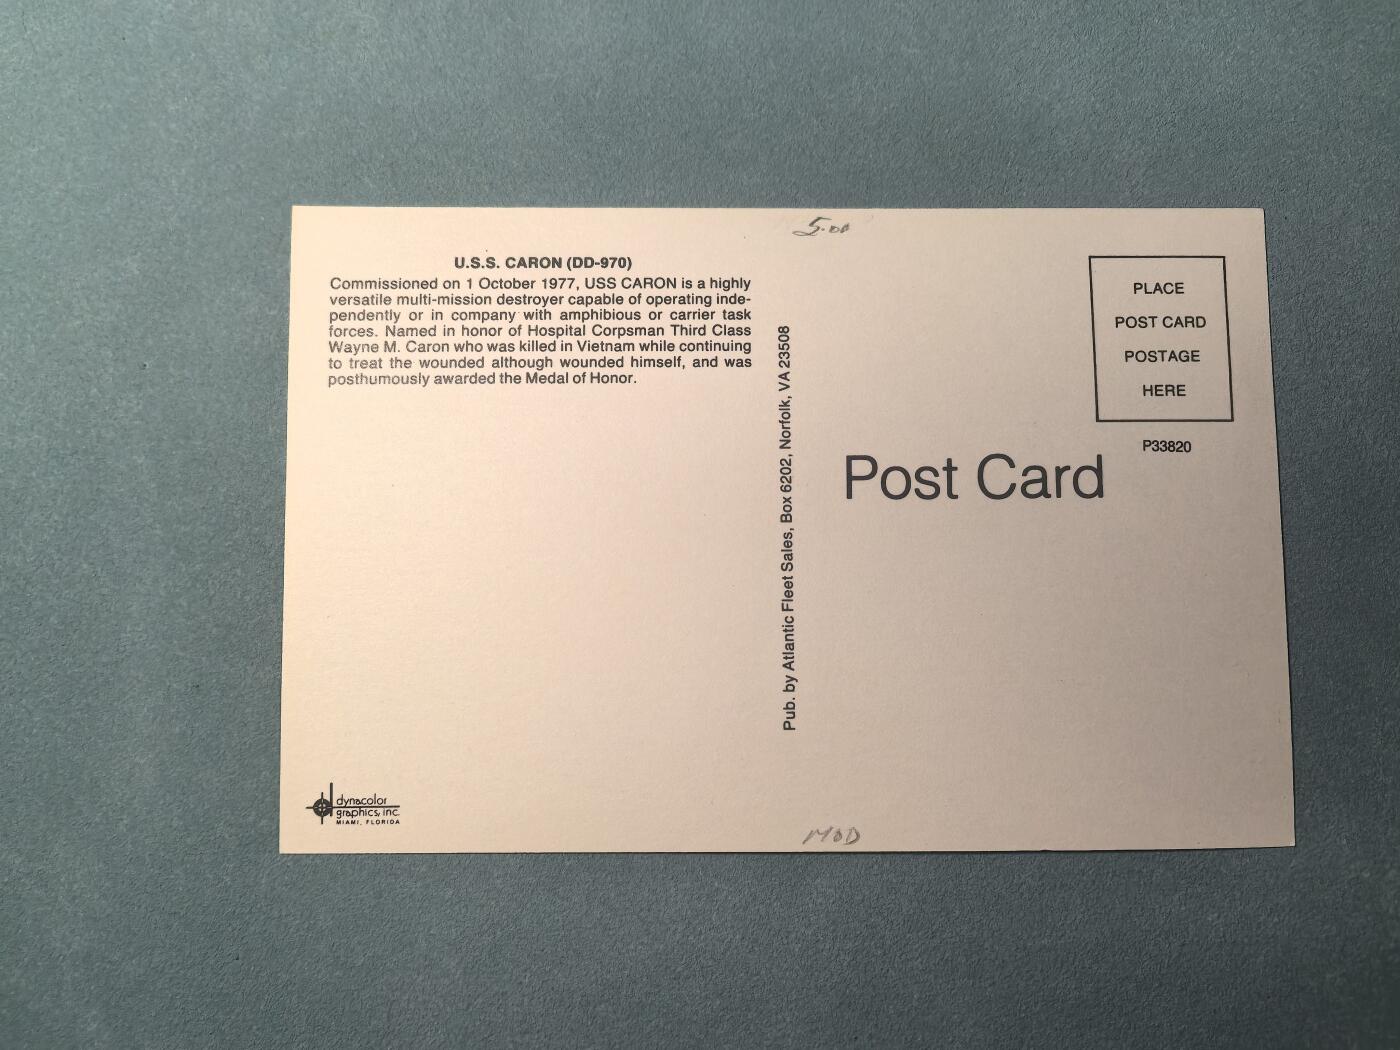 5.00
U.S.S. CARON (DD-970)
Commissioned on 1 October 1977, USS CARON is a highly
versatile multi-mission destroyer capable of operating inde-
pendently or in company with amphibious or carrier task
forces. Named in honor of Hospital Corpsman Third Class
Wayne M. Caron who was killed in Vietnam while continuing
to treat the wounded although wounded himself, and was
posthumously awarded the Medal of Honor.
Pub. by Atlantic Fleet Sales, Box 6202, Norfolk, VA 23508
PLACE
POST CARD
POSTAGE
HERE
P33820
Post Card
dynacolor
graphics, inc.
MIAMI, FLORIDA
MOD